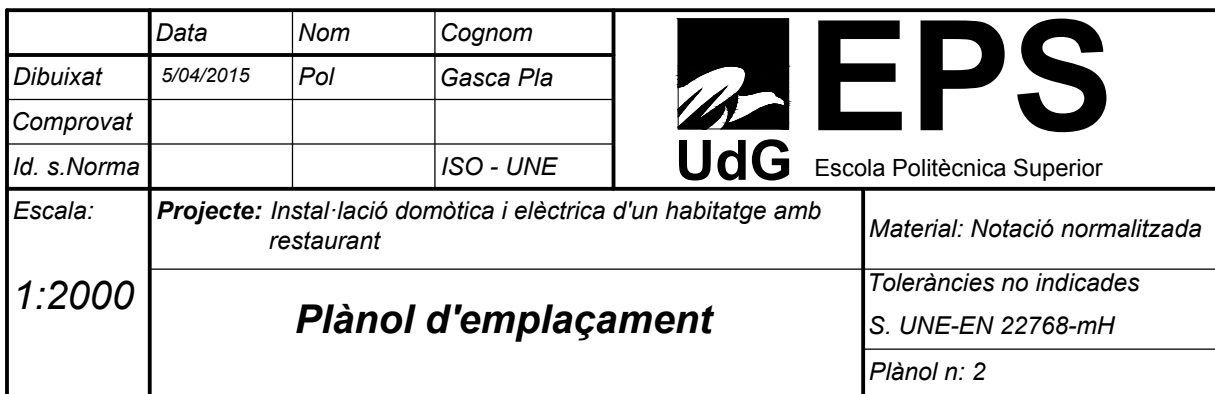 Data Nom Cognom
Dibuixat 5/04/2015 Pol Gasca Pla
Comprovat
Id. s.Norma ISO - UNE
EPS
UdG Escola Politècnica Superior
Escala:
1:2000
Projecte: Instal·lació domòtica i elèctrica d'un habitatge amb
restaurant
Plànol d'emplaçament
Material: Notació normalitzada
Toleràncies no indicades
S. UNE-EN 22768-mH
Plànol n: 2